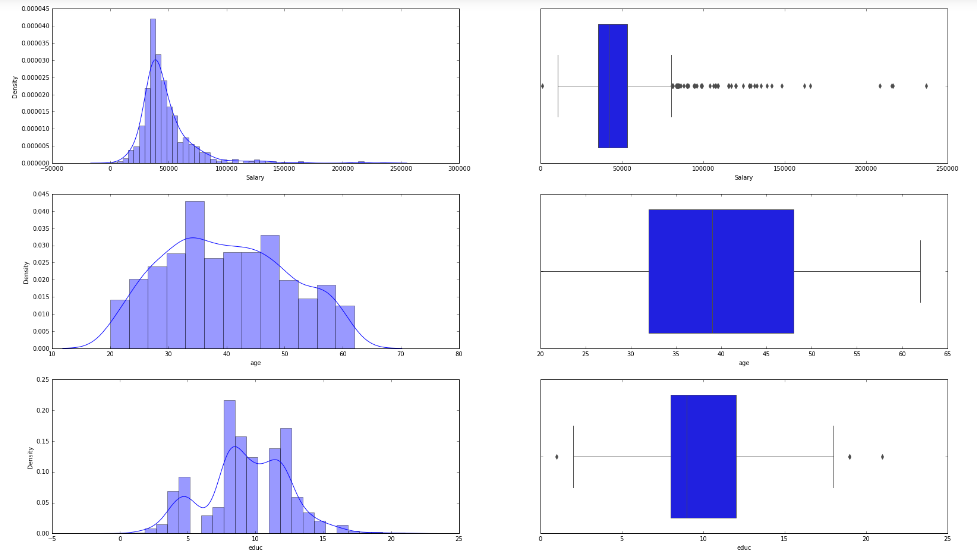 0.000045
0.000040
0.000035
0.000030
0.000025
0.000020
0.000015
0.000010
0.000005
0.000000
Density
−50000 0 50000 100000 150000 200000 250000 300000
Salary
0 50000 100000 150000 200000 250000
Salary
0.045
0.040
0.035
0.030
0.025
0.020
0.015
0.010
0.005
0.000
Density
10 20 30 40 50 60 70 80
age
20 25 30 35 40 45 50 55 60 65
age
0.25
0.20
0.15
0.10
0.05
0.00
Density
−5 0 5 10 15 20 25
educ
0 5 10 15 20 25
educ